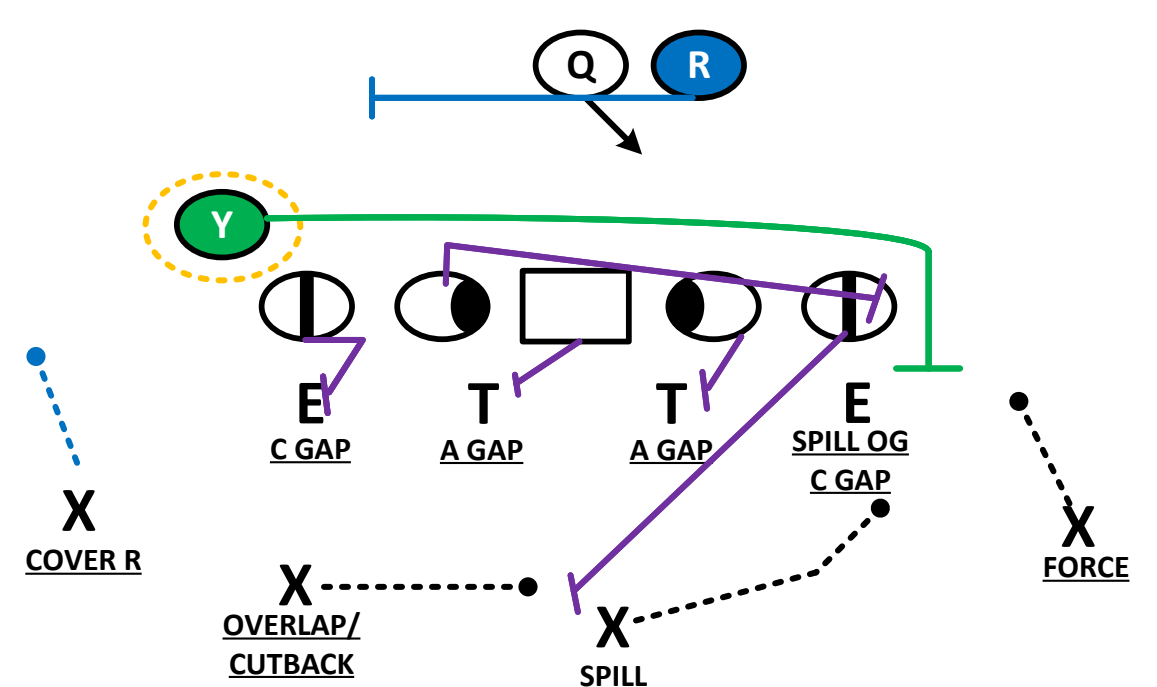 Q
R
Y
E
T
T
E
C GAP
A GAP
A GAP
SPILL OG
C GAP
X
COVER R
X
FORCE
X
OVERLAP/
CUTBACK
X
SPILL